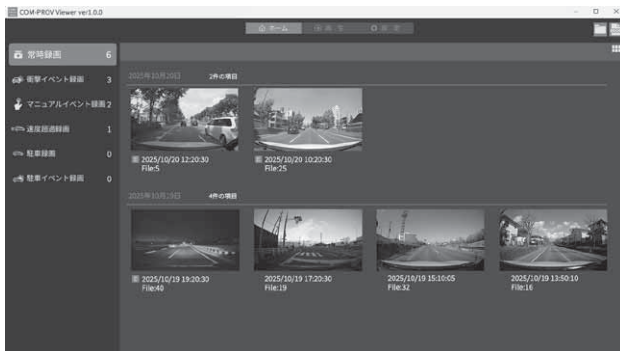 COM-PROV Viewer ver1.0.0
ホーム
再生
設定
常時録画 6
衝撃イベント録画 3
マニュアルイベント録画 2
速度超過録画 1
駐車録画 0
駐車イベント録画 0
2025年10月20日 2件の項目
2025/10/20 12:20:30
File:5
2025/10/20 10:20:30
File:25
2025年10月19日 4件の項目
2025/10/19 19:20:30
File:40
2025/10/19 17:20:30
File:19
2025/10/19 15:10:05
File:32
2025/10/19 13:50:10
File:16